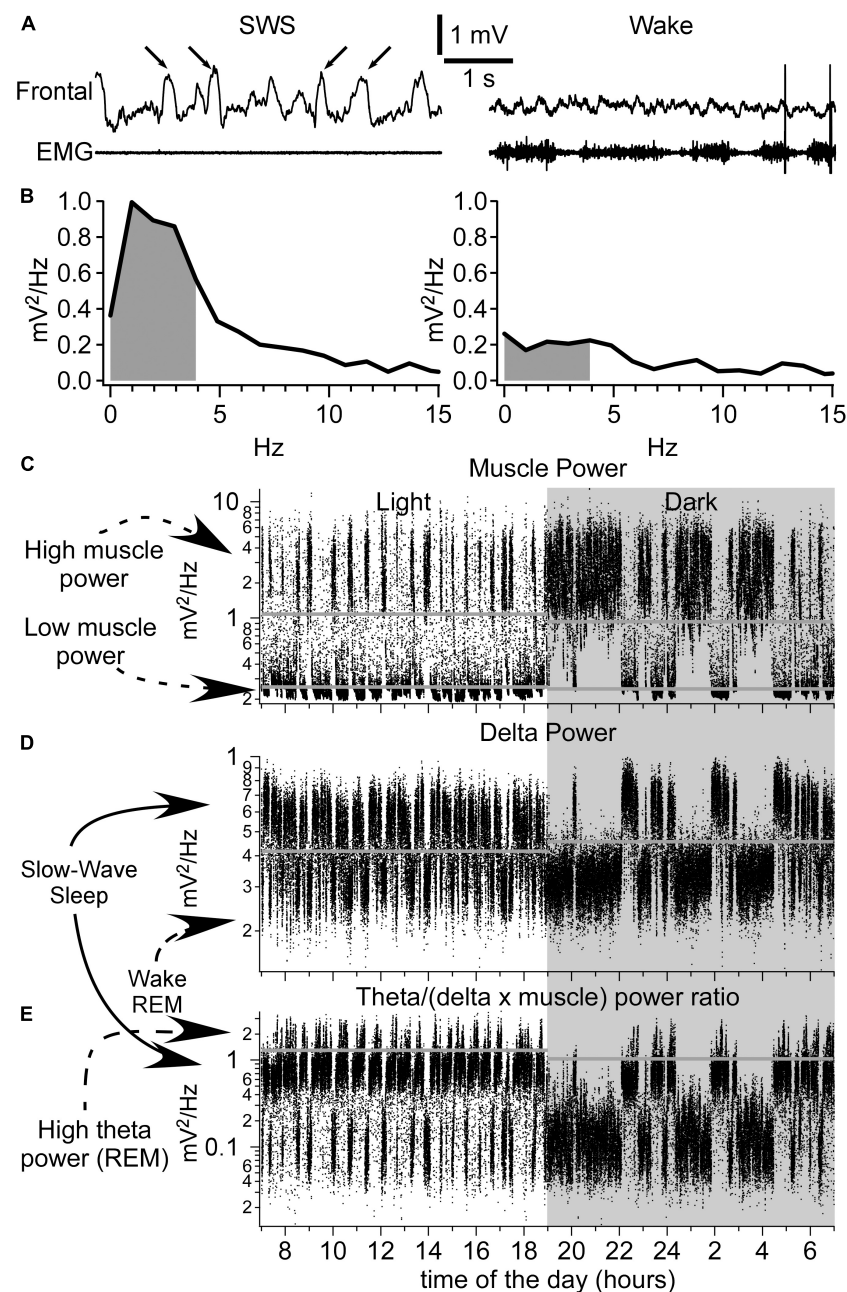 A
SWS
Wake
1 mV
1 s
Frontal
EMG
B
1.0
0.8
0.6
0.4
0.2
0.0
mV²/Hz
0 5 10 15
Hz
1.0
0.8
0.6
0.4
0.2
0.0
mV²/Hz
0 5 10 15
Hz
C
Muscle Power
Light
Dark
High muscle
power
Low muscle
power
mV²/Hz
10
8
6
4
2
1
8
6
4
2
D
Delta Power
Slow-Wave
Sleep
Wake
REM
mV²/Hz
1
9
8
7
6
5
4
3
2
E
Theta/(delta x muscle) power ratio
High theta
power (REM)
mV²/Hz
2
1
8
6
4
2
0.1
6
4
2
8 10 12 14 16 18 20 22 24 2 4 6
time of the day (hours)